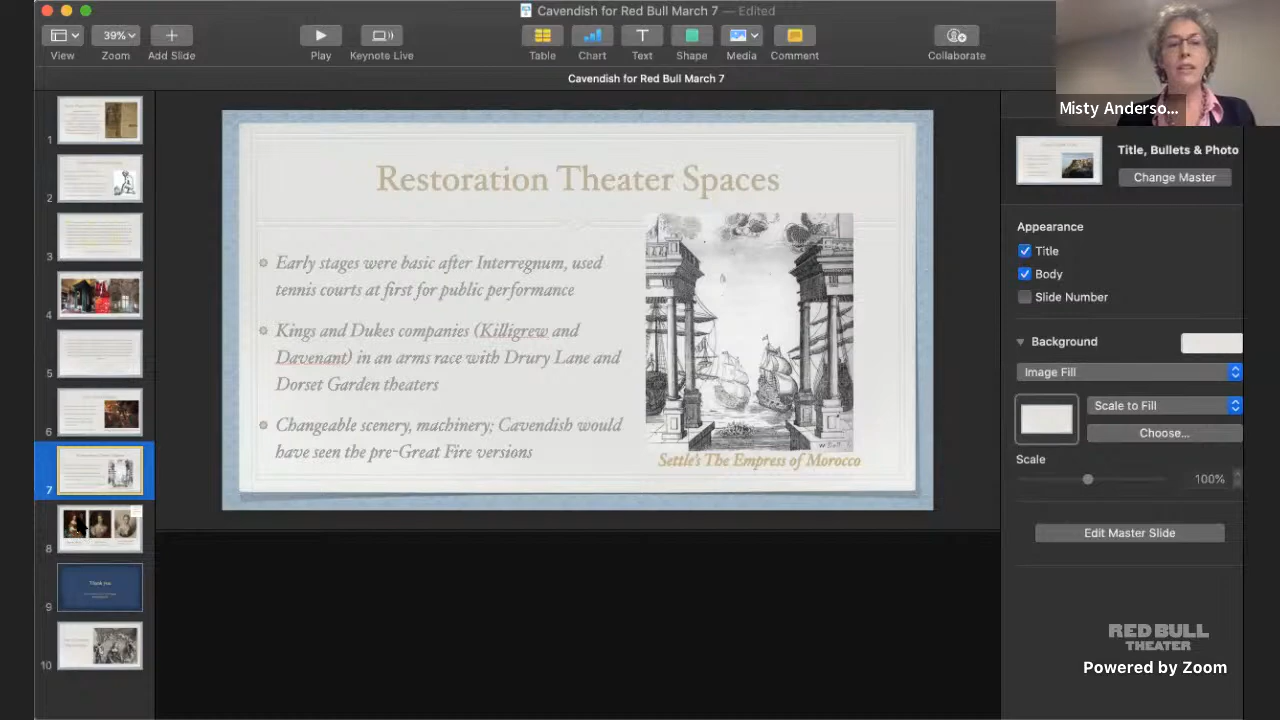 Cavendish for Red Bull March 7 — Edited
View
39%
Zoom
Add Slide
Play
Keynote Live
Table
Chart
Text
Shape
Media
Comment
Collaborate
Cavendish for Red Bull March 7
Misty Anderso...
1
2
3
4
5
6
7
8
9
10
Thank you
Restoration Theater Spaces
Early stages were basic after Interregnum, used
tennis courts at first for public performance
Kings and Dukes companies (Killigrew and
Davenant) in an arms race with Drury Lane and
Dorset Garden theaters
Changeable scenery, machinery; Cavendish would
have seen the pre-Great Fire versions
Settle's The Empress of Morocco
Title, Bullets & Photo
Change Master
Appearance
Title
Body
Slide Number
Background
Image Fill
Scale to Fill
Choose...
Scale
100%
Edit Master Slide
RED BULL
THEATER
Powered by Zoom